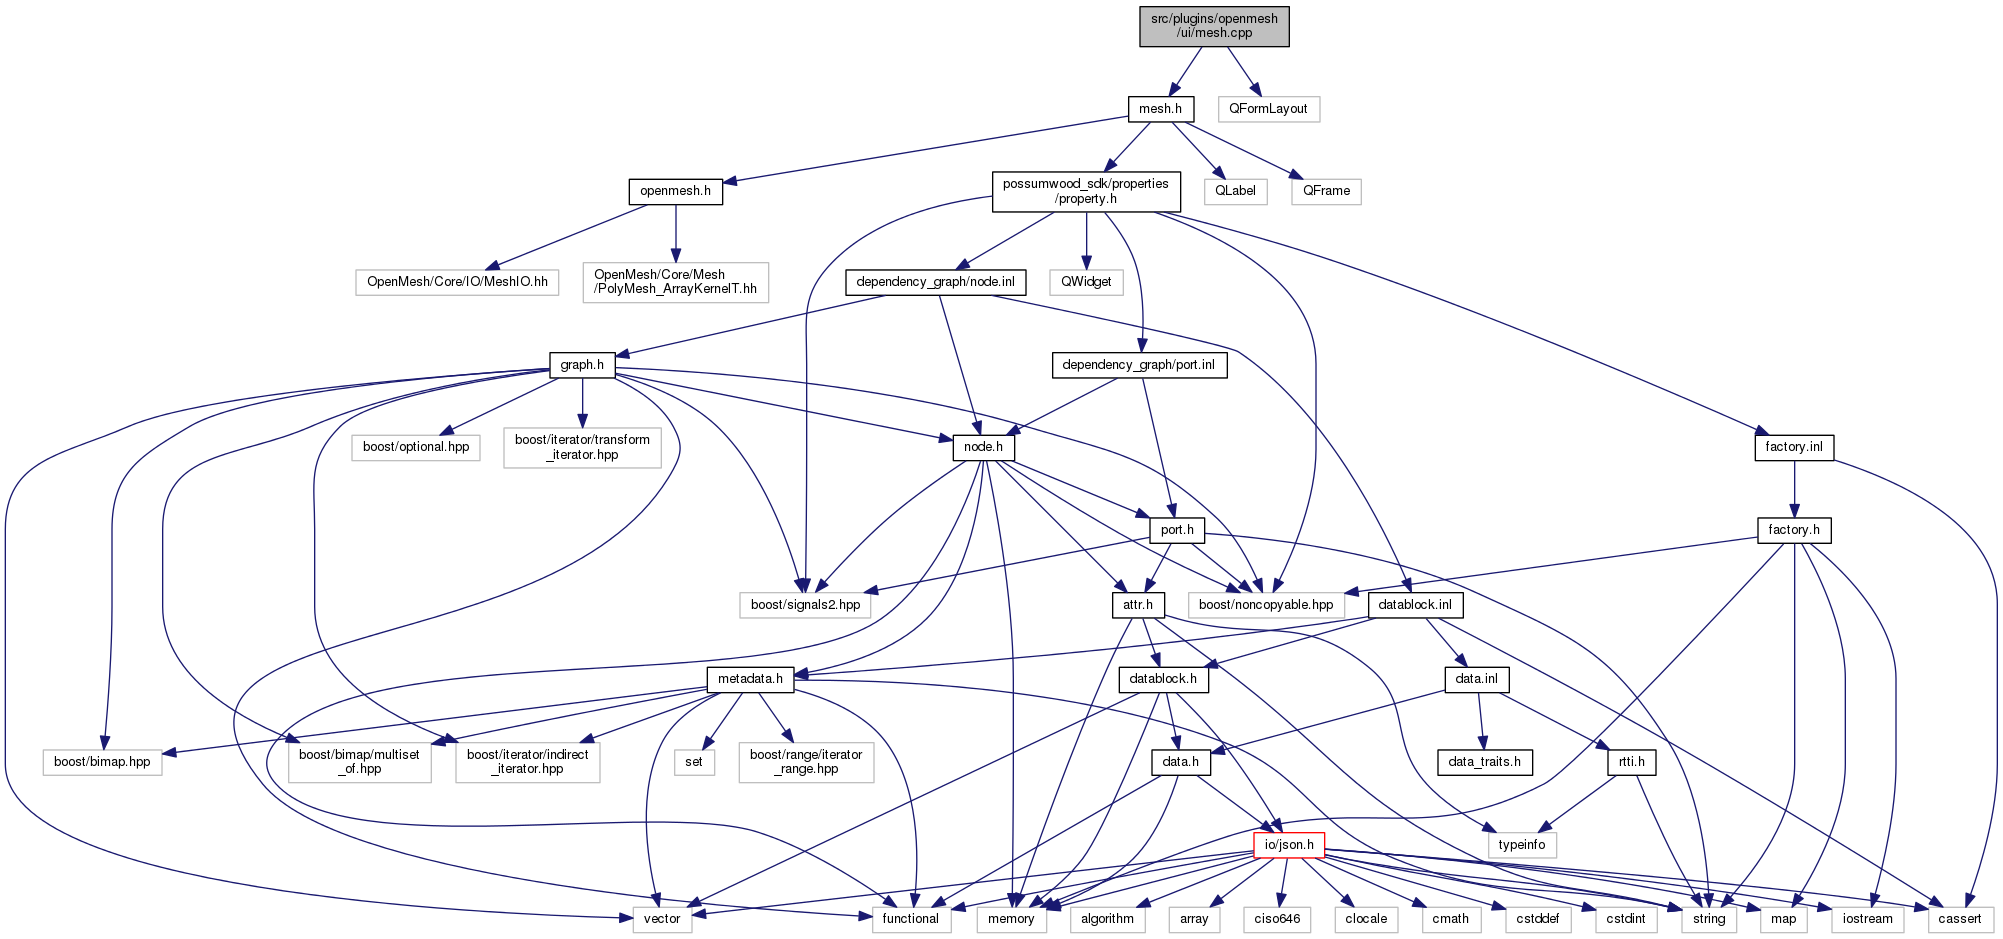 src/plugins/openmesh
/ui/mesh.cpp
mesh.h
QFormLayout
openmesh.h
possumwood_sdk/properties
/property.h
QLabel
QFrame
OpenMesh/Core/IO/MeshIO.hh
OpenMesh/Core/Mesh
/PolyMesh_ArrayKernelT.hh
dependency_graph/node.inl
QWidget
graph.h
dependency_graph/port.inl
boost/optional.hpp
boost/iterator/transform
_iterator.hpp
node.h
factory.inl
port.h
factory.h
boost/signals2.hpp
attr.h
boost/noncopyable.hpp
datablock.inl
metadata.h
datablock.h
data.inl
boost/bimap.hpp
boost/bimap/multiset
_of.hpp
boost/iterator/indirect
_iterator.hpp
set
boost/range/iterator
_range.hpp
data.h
data_traits.h
rtti.h
io/json.h
typeinfo
vector
functional
memory
algorithm
array
ciso646
clocale
cmath
cstddef
cstdint
string
map
iostream
cassert